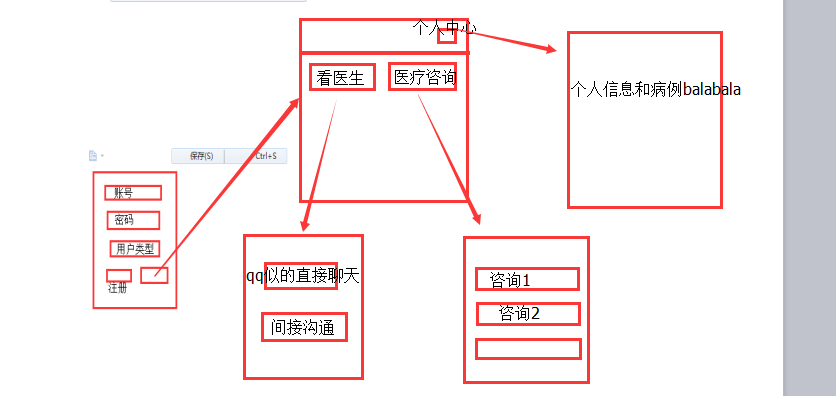 个人中心
看医生
医疗咨询
个人信息和病例balabala
保存(S)
Ctrl+S
账号
密码
用户类型
注册
qq似的直接聊天
间接沟通
咨询1
咨询2